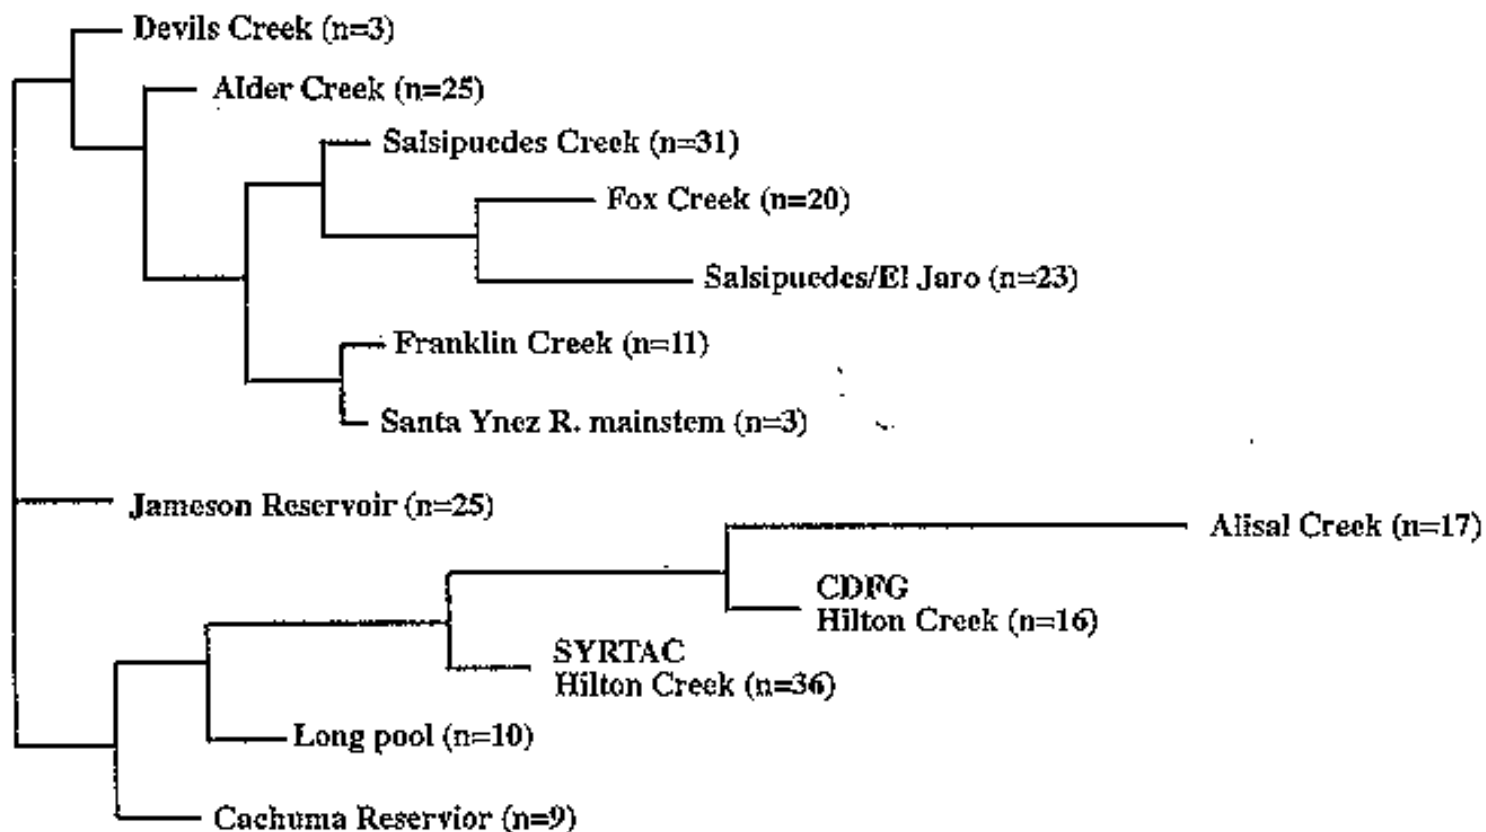 Devils Creek (n=3)
Alder Creek (n=25)
Salsipuedes Creek (n=31)
Fox Creek (n=20)
Salsipuedes/El Jaro (n=23)
Franklin Creek (n=11)
Santa Ynez R. mainstem (n=3)
Jameson Reservoir (n=25)
Alisal Creek (n=17)
CDFG
Hilton Creek (n=16)
SYRTAC
Hilton Creek (n=36)
Long pool (n=10)
Cachuma Reservior (n=9)